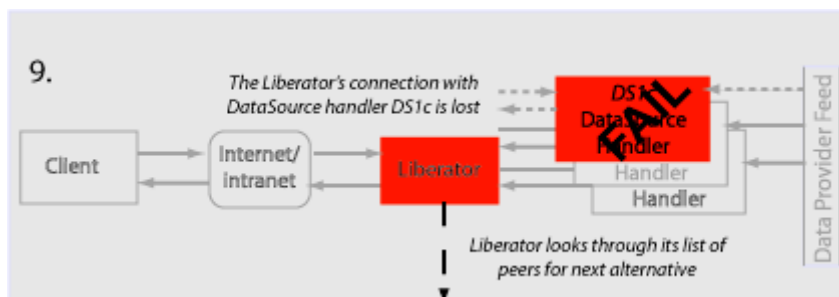 9.
The Liberator's connection with
DataSource handler DS1c is lost
DS1c
DataSource
Handler
FAIL
Handler
Handler
Client
Internet/
intranet
Liberator
Data Provider Feed
Liberator looks through its list of
peers for next alternative